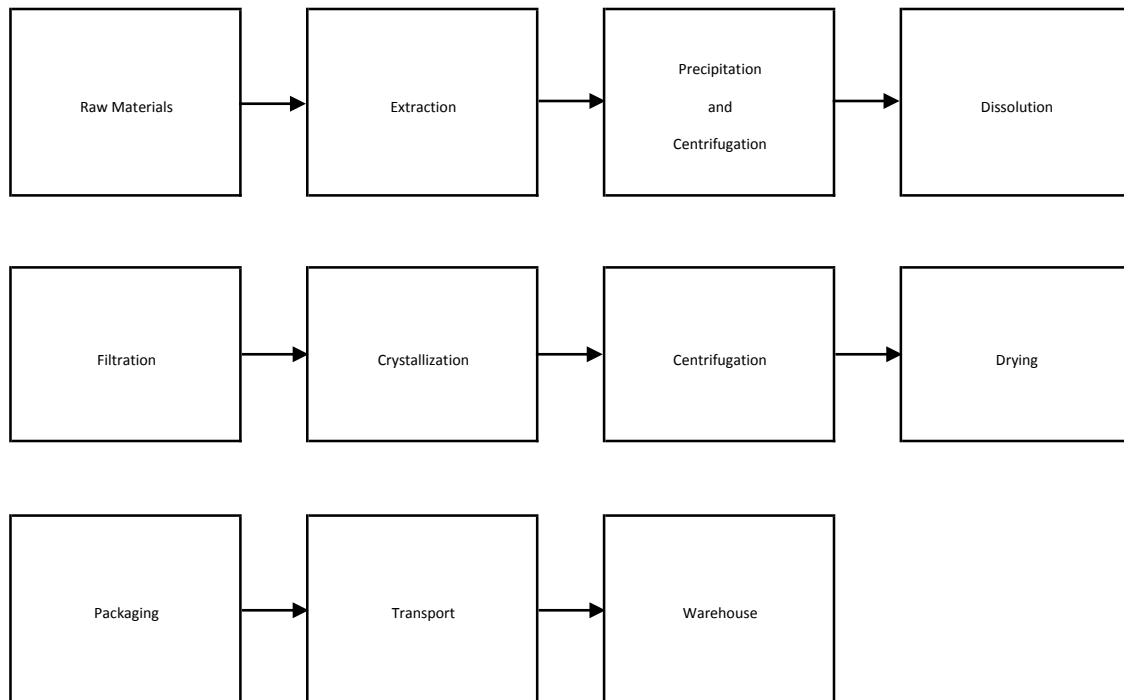 Raw Materials
Extraction
Precipitation
and
Centrifugation
Dissolution
Filtration
Crystallization
Centrifugation
Drying
Packaging
Transport
Warehouse